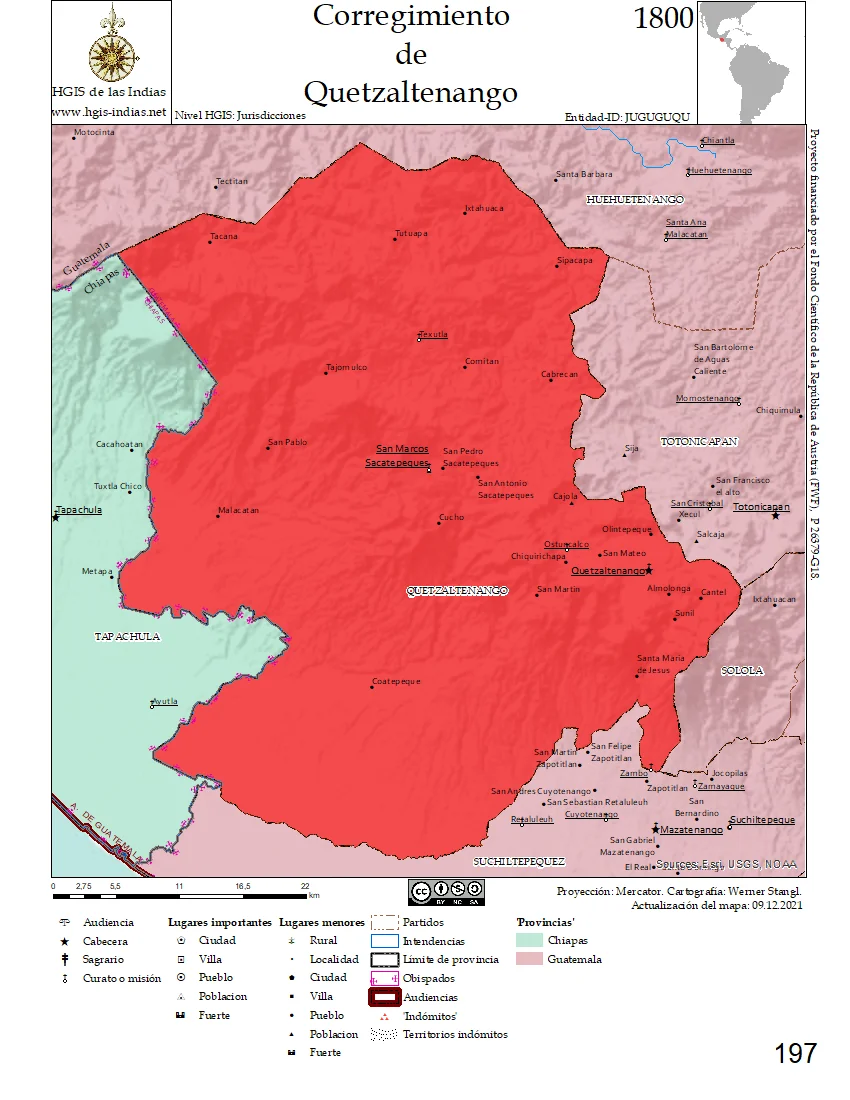 Corregimiento
de
Quetzaltenango
1800
HGIS de las Indias
www.hgis-indias.net
Nivel HGIS: Jurisdicciones
Entidad-ID: JUGUGUQU
Motocinta
Tectitan
Chiantla
Huehuetenango
Santa Barbara
HUEHUETENANGO
Ixtahuaca
Santa Ana
Malacatan
Tacana
Tutuapa
Guatemala
Chiapas
Sipacapa
CHIAPAS
Texutla
San Bartolome
de Aguas
Caliente
Tajomulco
Comitan
Cabrecan
Momostenango
Chiquimula
Cacahoatan
San Pablo
San Marcos
Sacatepeques
San Pedro
Sacatepeques
Sija
TOTONICAPAN
Tuxtla Chico
San Antonio
Sacatepeques
San Francisco
el alto
Cajola
San Cristobal
Xecul
Totonicapan
Tapachula
Malacatan
Cucho
Olintepeque
Salcaja
Ostuncalco
Chiquirichapa
San Mateo
Metapa
Quetzaltenango
QUETZALTENANGO
San Martin
Almolonga
Cantel
Ixtahuacan
Sunil
TAPACHULA
Santa Maria
de Jesus
SOLOLA
Coatepeque
Ayutla
San Martin
Zapotitlan
San Felipe
Zapotitlan
Zambo
Jocopilas
San Andres Cuyotenango
Zapotitlan
Zamayaque
San Sebastian Retaluleuh
San
Bernardino
Retaluleuh
Cuyotenango
Suchiltepeque
A. DE GUATEMALA
Mazatenango
San Gabriel
Mazatenango
SUCHILTEPEQUEZ
El Real
Sources: Esri, USGS, NOAA
Proyecto financiado por el Fondo Científico de la República de Austria (FWF), P 26379-G18.
0 2,75 5,5 11 16,5 22
km
CC BY NC SA
Proyección: Mercator. Cartografía: Werner Stangl.
Actualización del mapa: 09.12.2021
Audiencia
Cabecera
Sagrario
Curato o misión
Lugares importantes
Ciudad
Villa
Pueblo
Poblacion
Fuerte
Lugares menores
Rural
Localidad
Ciudad
Villa
Pueblo
Poblacion
Fuerte
Partidos
Intendencias
Límite de provincia
Obispados
Audiencias
'Indómitos'
Territorios indómitos
'Provincias'
Chiapas
Guatemala
197